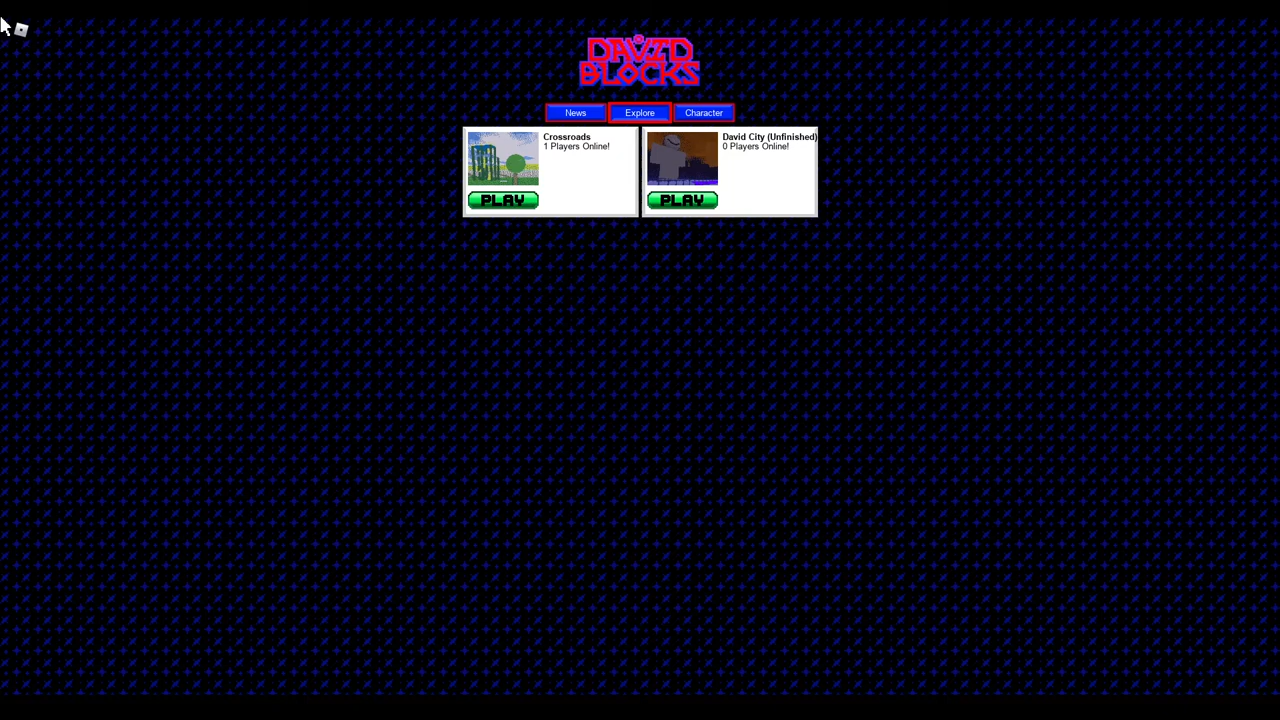 DAVID
BLOCKS
News
Explore
Character
Crossroads
1 Players Online!
PLAY
David City (Unfinished)
0 Players Online!
PLAY